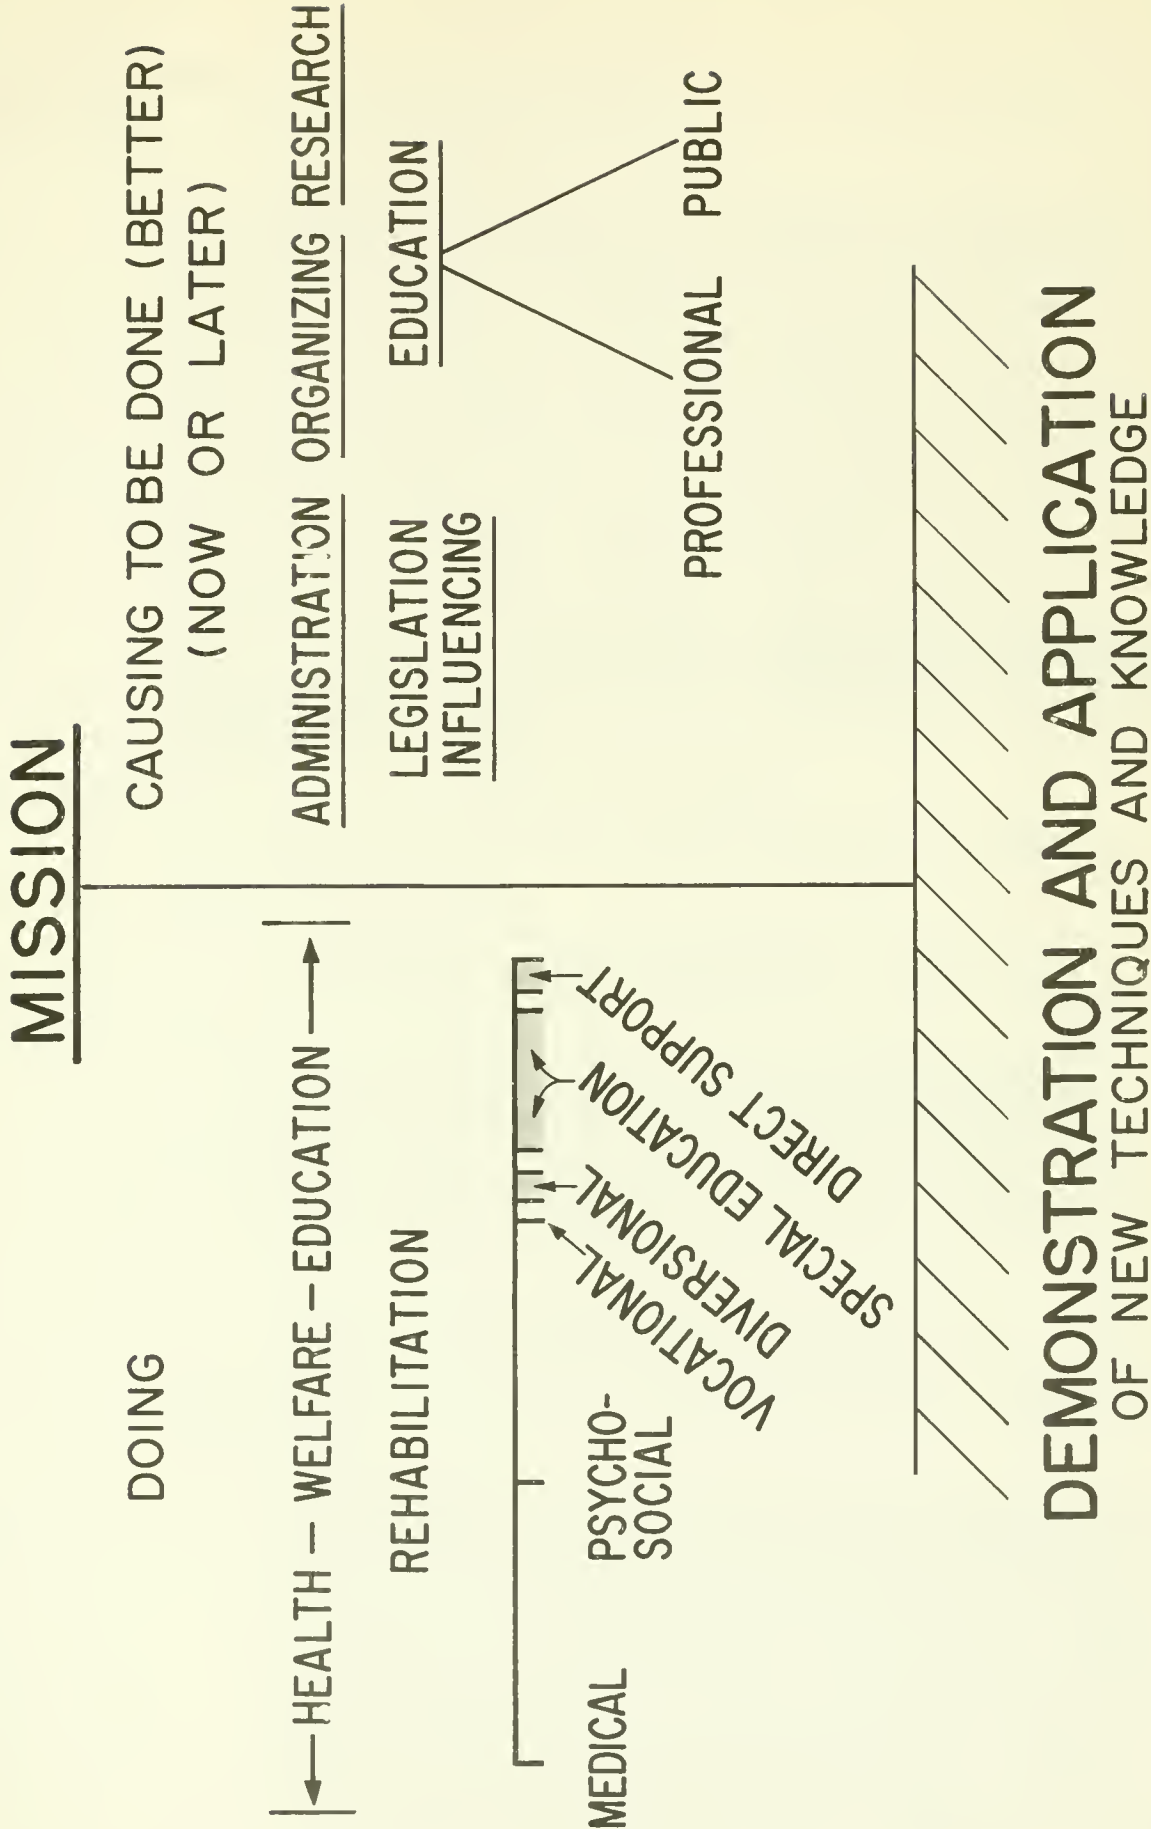 MISSION
DOING
CAUSING TO BE DONE (BETTER)
(NOW OR LATER)
HEALTH — WELFARE — EDUCATION
ADMINISTRATION ORGANIZING RESEARCH
REHABILITATION
LEGISLATION
INFLUENCING
EDUCATION
MEDICAL
PSYCHO-
SOCIAL
VOCATIONAL
DIVERSIONAL
SPECIAL EDUCATION
DIRECT SUPPORT
PROFESSIONAL PUBLIC
DEMONSTRATION AND APPLICATION
OF NEW TECHNIQUES AND KNOWLEDGE